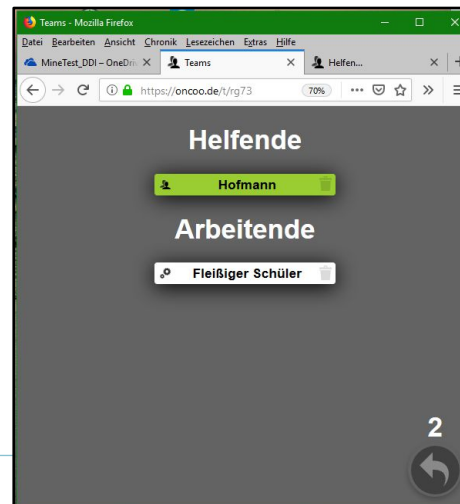 Teams - Mozilla Firefox
Datei Bearbeiten Ansicht Chronik Lesezeichen Extras Hilfe
MineTest_DDI – OneDriv Teams Helfen...
https://oncoo.de/t/rg73 70%
Helfende
Hofmann
Arbeitende
Fleißiger Schüler
2